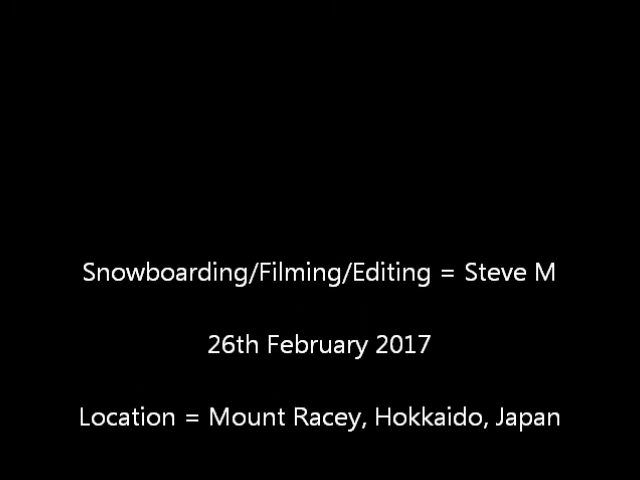 Snowboarding/Filming/Editing = Steve M
26th February 2017
Location = Mount Racey, Hokkaido, Japan